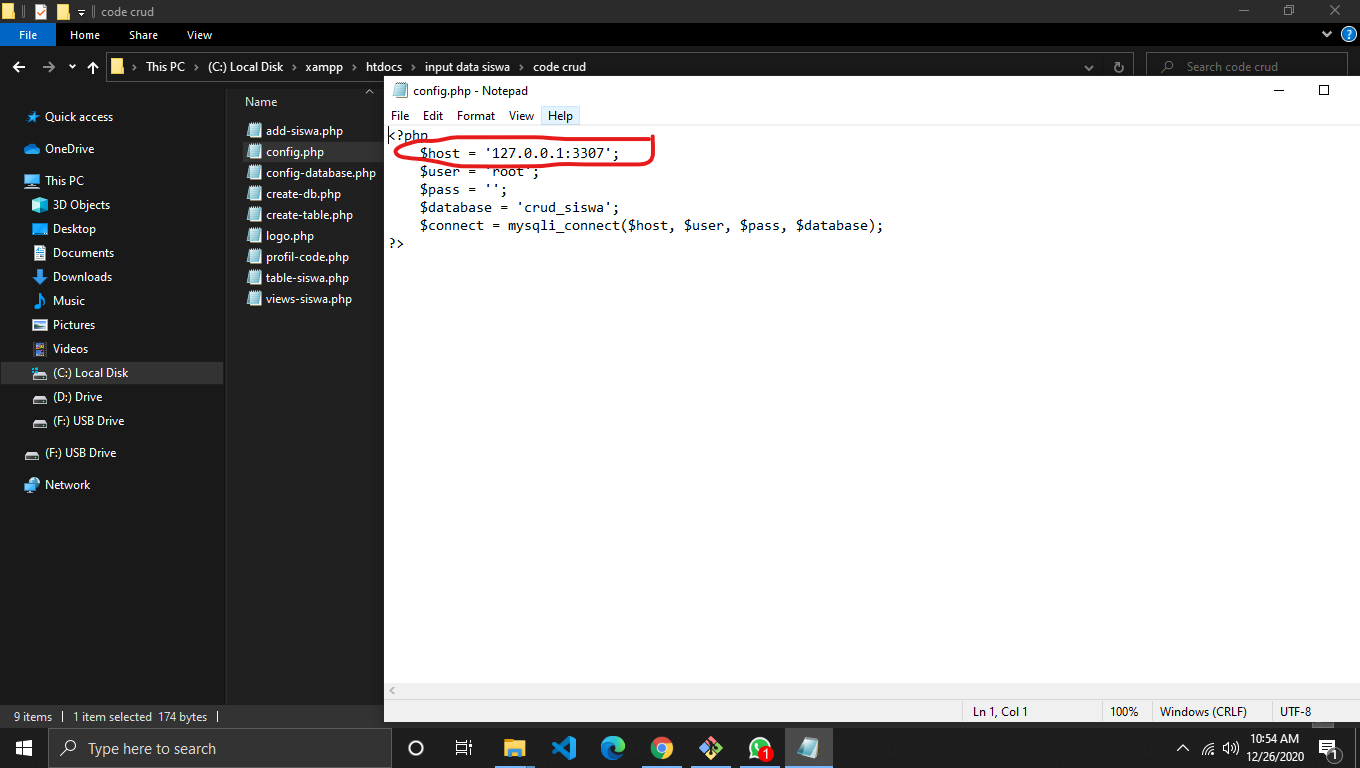 code crud
File Home Share View
This PC > (C:) Local Disk > xampp > htdocs > input data siswa > code crud
Search code crud
Quick access
OneDrive
This PC
3D Objects
Desktop
Documents
Downloads
Music
Pictures
Videos
(C:) Local Disk
(D:) Drive
(F:) USB Drive
(F:) USB Drive
Network
Name
add-siswa.php
config.php
config-database.php
create-db.php
create-table.php
logo.php
profil-code.php
table-siswa.php
views-siswa.php
9 items | 1 item selected 174 bytes |
config.php - Notepad
File Edit Format View Help
<?php
$host = '127.0.0.1:3307';
$user = 'root';
$pass = '';
$database = 'crud_siswa';
$connect = mysqli_connect($host, $user, $pass, $database);
?>
Ln 1, Col 1 100% Windows (CRLF) UTF-8
Type here to search
1
10:54 AM
12/26/2020
1